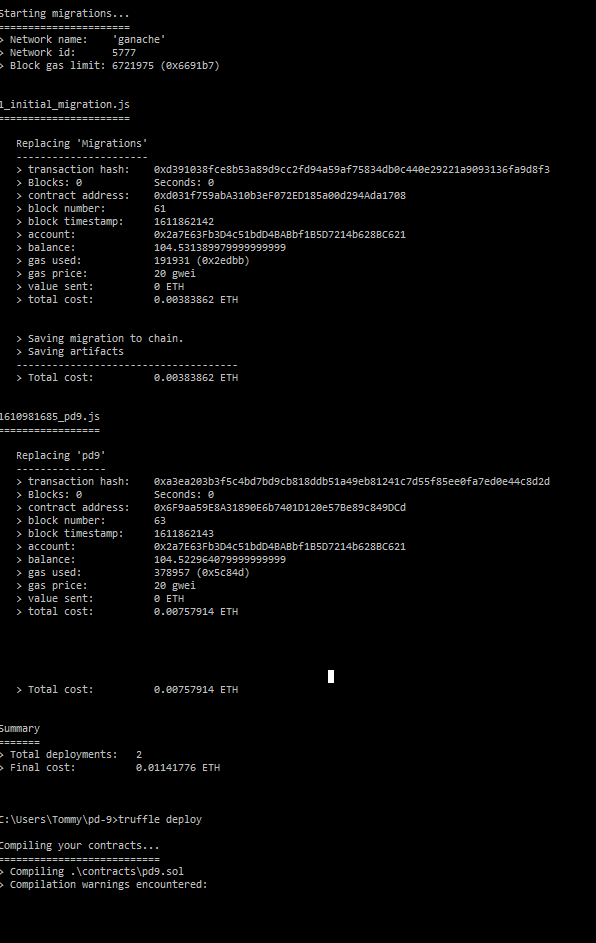 Starting migrations...
======================
> Network name:    'ganache'
> Network id:      5777
> Block gas limit: 6721975 (0x6691b7)
1_initial_migration.js
======================
Replacing 'Migrations'
----------------------
> transaction hash:    0xd391038fce8b53a89d9cc2fd94a59af75834db0c440e29221a9093136fa9d8f3
> Blocks: 0            Seconds: 0
> contract address:    0xd031f759abA310b3eF072ED185a00d294Ada1708
> block number:        61
> block timestamp:     1611862142
> account:             0x2a7E63Fb3D4c51bdD4BABbf1B5D7214b628BC621
> balance:             104.531389979999999999
> gas used:            191931 (0x2edbb)
> gas price:           20 gwei
> value sent:          0 ETH
> total cost:          0.00383862 ETH
> Saving migration to chain.
> Saving artifacts
-------------------------------------
> Total cost:          0.00383862 ETH
1610981685_pd9.js
=================
Replacing 'pd9'
---------------
> transaction hash:    0xa3ea203b3f5c4bd7bd9cb818ddb51a49eb81241c7d55f85ee0fa7ed0e44c8d2d
> Blocks: 0            Seconds: 0
> contract address:    0x6F9aa59E8A31890E6b7401D120e57Be89c849DCd
> block number:        63
> block timestamp:     1611862143
> account:             0x2a7E63Fb3D4c51bdD4BABbf1B5D7214b628BC621
> balance:             104.522964079999999999
> gas used:            378957 (0x5c84d)
> gas price:           20 gwei
> value sent:          0 ETH
> total cost:          0.00757914 ETH
> Total cost:          0.00757914 ETH
Summary
=======
> Total deployments:   2
> Final cost:          0.01141776 ETH
C:\Users\Tommy\pd-9>truffle deploy
Compiling your contracts...
===========================
> Compiling .\contracts\pd9.sol
> Compilation warnings encountered: